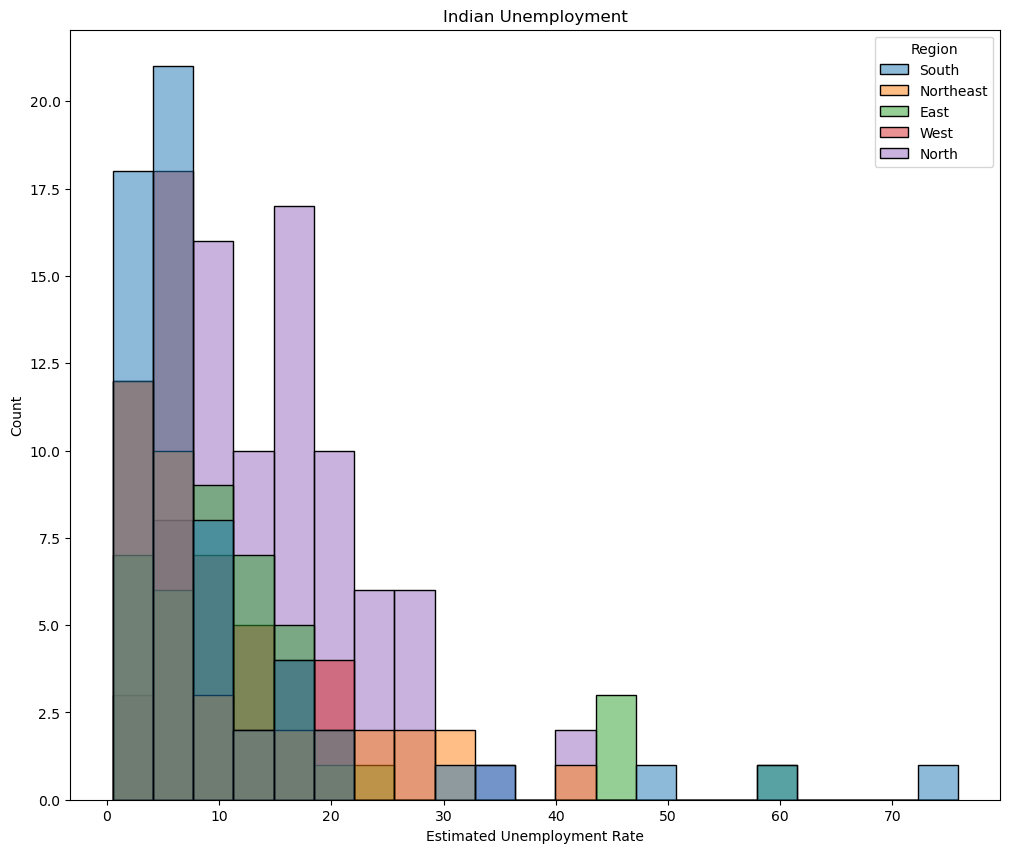 Indian Unemployment
Region
South
Northeast
East
West
North
20.0
17.5
15.0
12.5
10.0
7.5
5.0
2.5
0.0
Count
0 10 20 30 40 50 60 70
Estimated Unemployment Rate